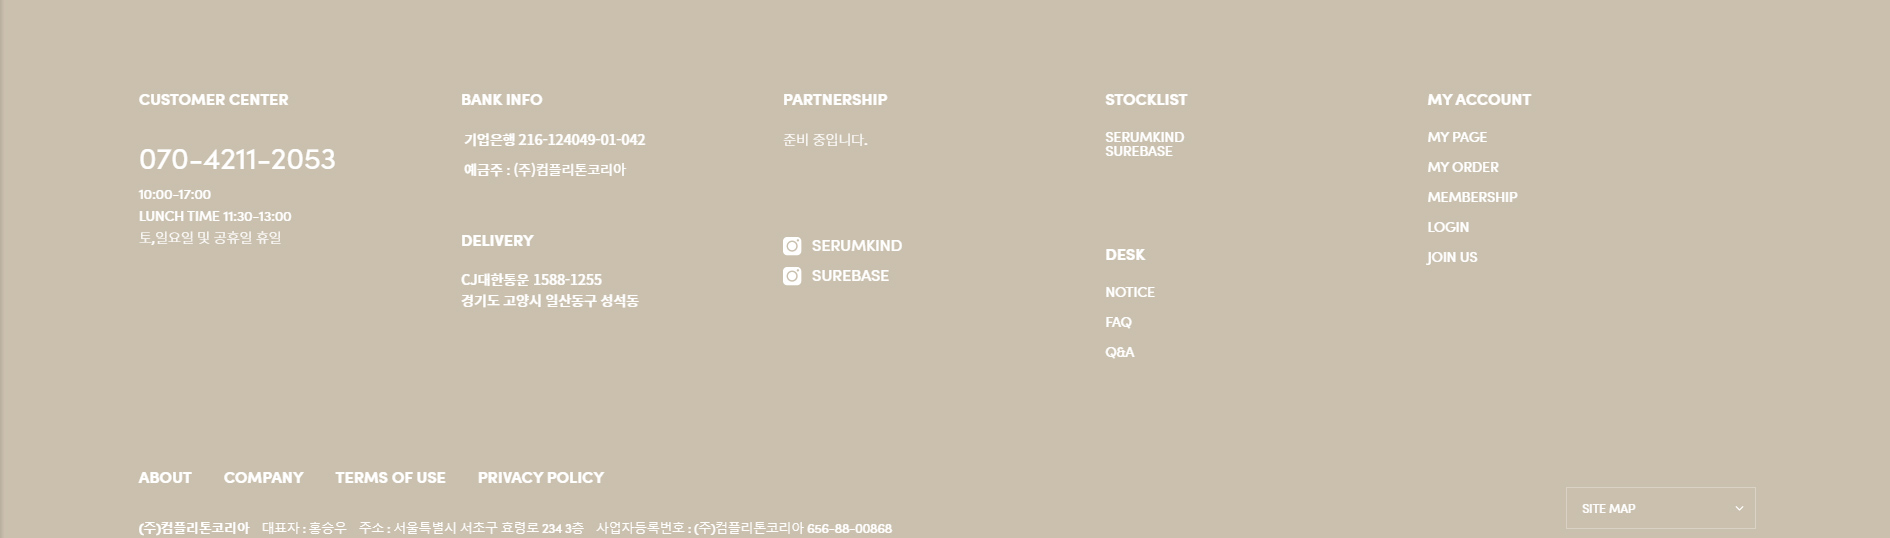 CUSTOMER CENTER
070-4211-2053
10:00-17:00
LUNCH TIME 11:30-13:00
토,일요일 및 공휴일 휴일
BANK INFO
기업은행 216-124049-01-042
예금주 : (주)컴플리톤코리아
DELIVERY
CJ대한통운 1588-1255
경기도 고양시 일산동구 성석동
PARTNERSHIP
준비 중입니다.
SERUMKIND
SUREBASE
STOCKLIST
SERUMKIND
SUREBASE
DESK
NOTICE
FAQ
Q&A
MY ACCOUNT
MY PAGE
MY ORDER
MEMBERSHIP
LOGIN
JOIN US
ABOUT COMPANY TERMS OF USE PRIVACY POLICY
(주)컴플리톤코리아 대표자 : 홍승우 주소 : 서울특별시 서초구 효령로 234 3층 사업자등록번호 : (주)컴플리톤코리아 656-88-00868
SITE MAP